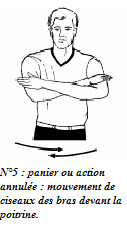 N°5 : panier ou action
annulée : mouvement de
ciseaux des bras devant la
poitrine.